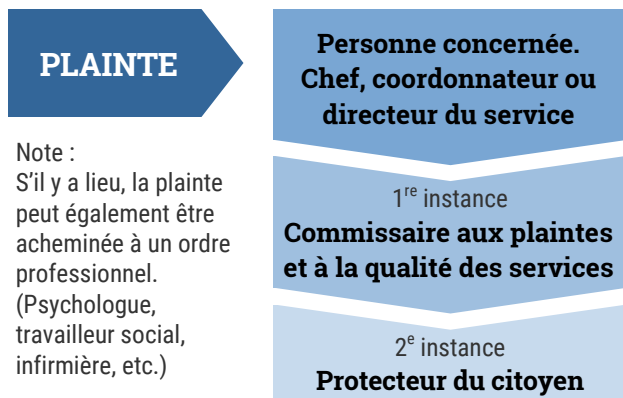 PLAINTE
Note :
S’il y a lieu, la plainte
peut également être
acheminée à un ordre
professionnel.
(Psychologue,
travailleur social,
infirmière, etc.)
Personne concernée.
Chef, coordonnateur ou
directeur du service
1re instance
Commissaire aux plaintes
et à la qualité des services
2e instance
Protecteur du citoyen